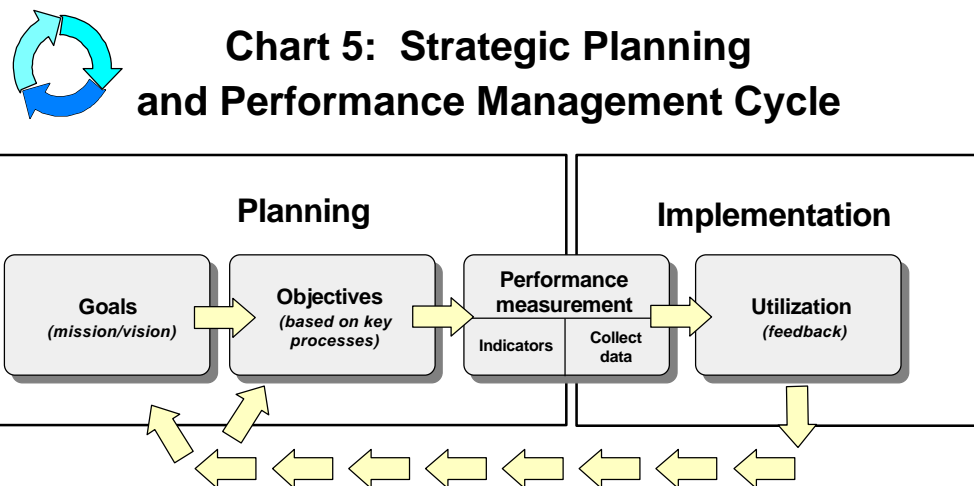 Chart 5: Strategic Planning
and Performance Management Cycle
Planning
Implementation
Goals
(mission/vision)
Objectives
(based on key
processes)
Performance
measurement
Indicators
Collect
data
Utilization
(feedback)